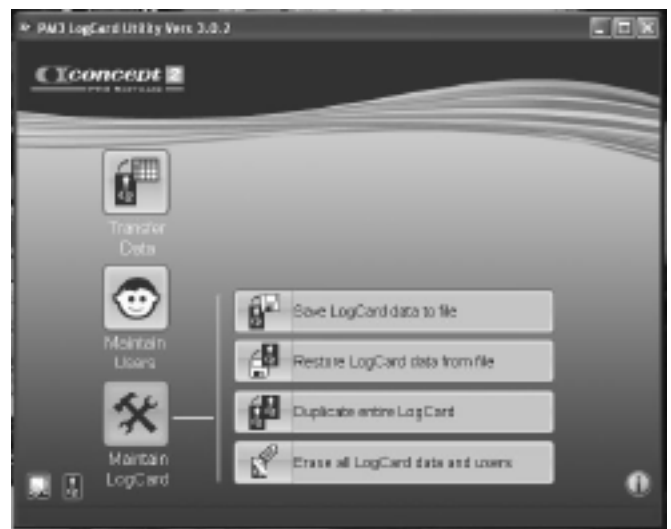 PM3 LogCard Utility Vers 3.0.2
concept 2
Transfer
Data
Maintain
Users
Save LogCard data to file
Restore LogCard data from file
Duplicate entire LogCard
Maintain
LogCard
Erase all LogCard data and users